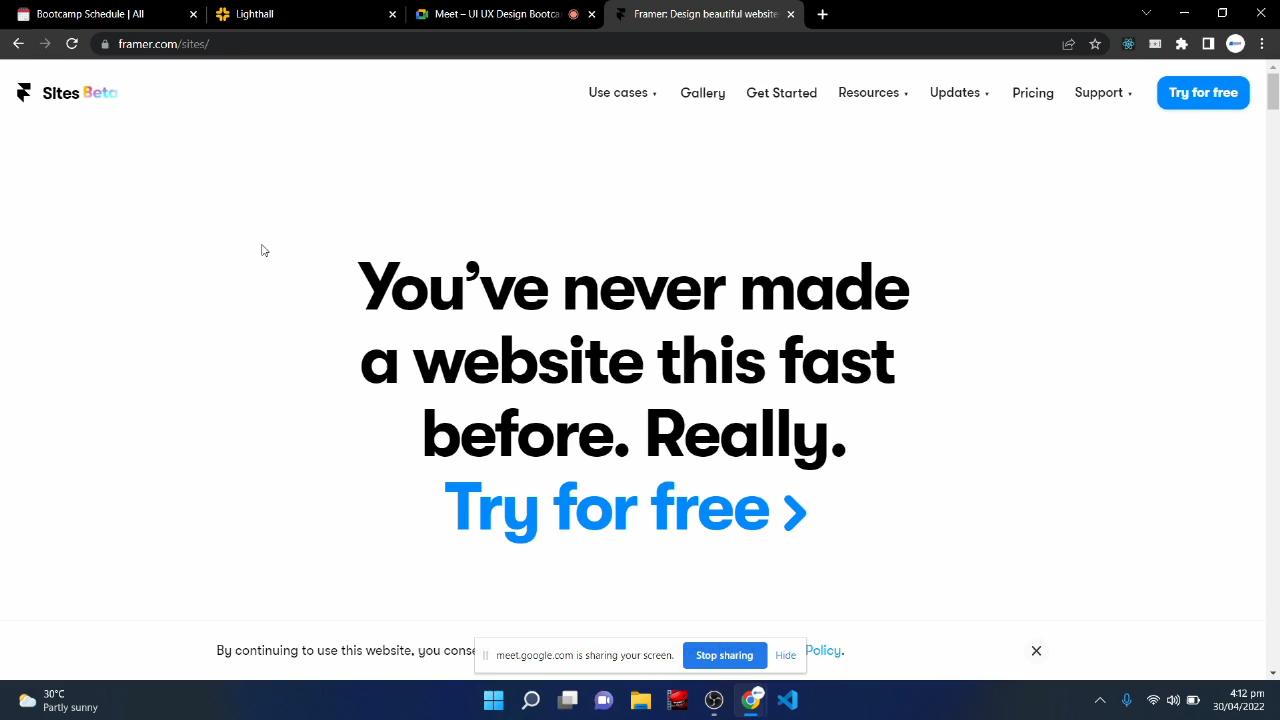 Bootcamp Schedule | All
Lighthall
Meet – UI UX Design Bootca
Framer: Design beautiful website
framer.com/sites/
Sites Beta
Use cases
Gallery
Get Started
Resources
Updates
Pricing
Support
Try for free
You've never made
a website this fast
before. Really.
Try for free ›
By continuing to use this website, you conse
Policy.
meet.google.com is sharing your screen.
Stop sharing
Hide
30°C
Partly sunny
4:12 pm
30/04/2022